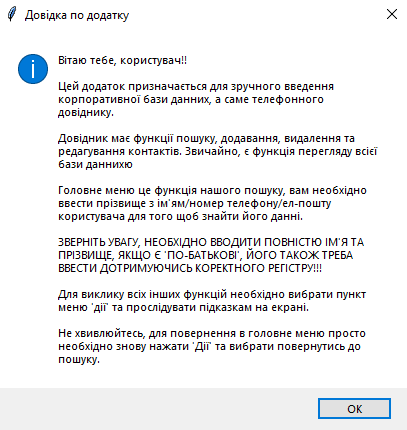 Довідка по додатку
Вітаю тебе, користувач!!
Цей додаток призначається для зручного введення
корпоративної бази данних, а саме телефонного
довіднику.
Довідник має функції пошуку, додавання, видалення та
редагування контактів. Звичайно, є функція перегляду всієї
бази даннихю
Головне меню це функція нашого пошуку, вам необхідно
ввести прізвище з ім'ям/номер телефону/ел-пошту
користувача для того щоб знайти його данні.
ЗВЕРНІТЬ УВАГУ, НЕОБХІДНО ВВОДИТИ ПОВНІСТЮ ІМ'Я ТА
ПРІЗВИЩЕ, ЯКЩО Є 'ПО-БАТЬКОВІ', ЙОГО ТАКОЖ ТРЕБА
ВВЕСТИ ДОТРИМУЮЧИСЬ КОРЕКТНОГО РЕГІСТРУ!!!
Для виклику всіх інших функцій необхідно вибрати пункт
меню 'дії' та прослідувати підказкам на екрані.
Не хвивлюйтесь, для повернення в головне меню просто
необхідно знову нажати 'Дії' та вибрати повернутись до
пошуку.
ОК